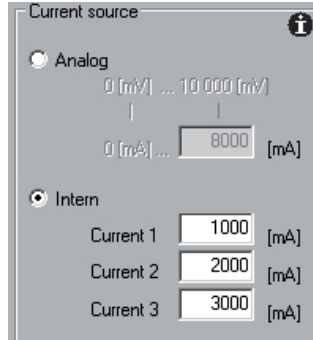 Current source
Analog
0 [mV] ... 10 000 [mV]
0 [mA] ... 8000 [mA]
Intern
Current 1 1000 [mA]
Current 2 2000 [mA]
Current 3 3000 [mA]